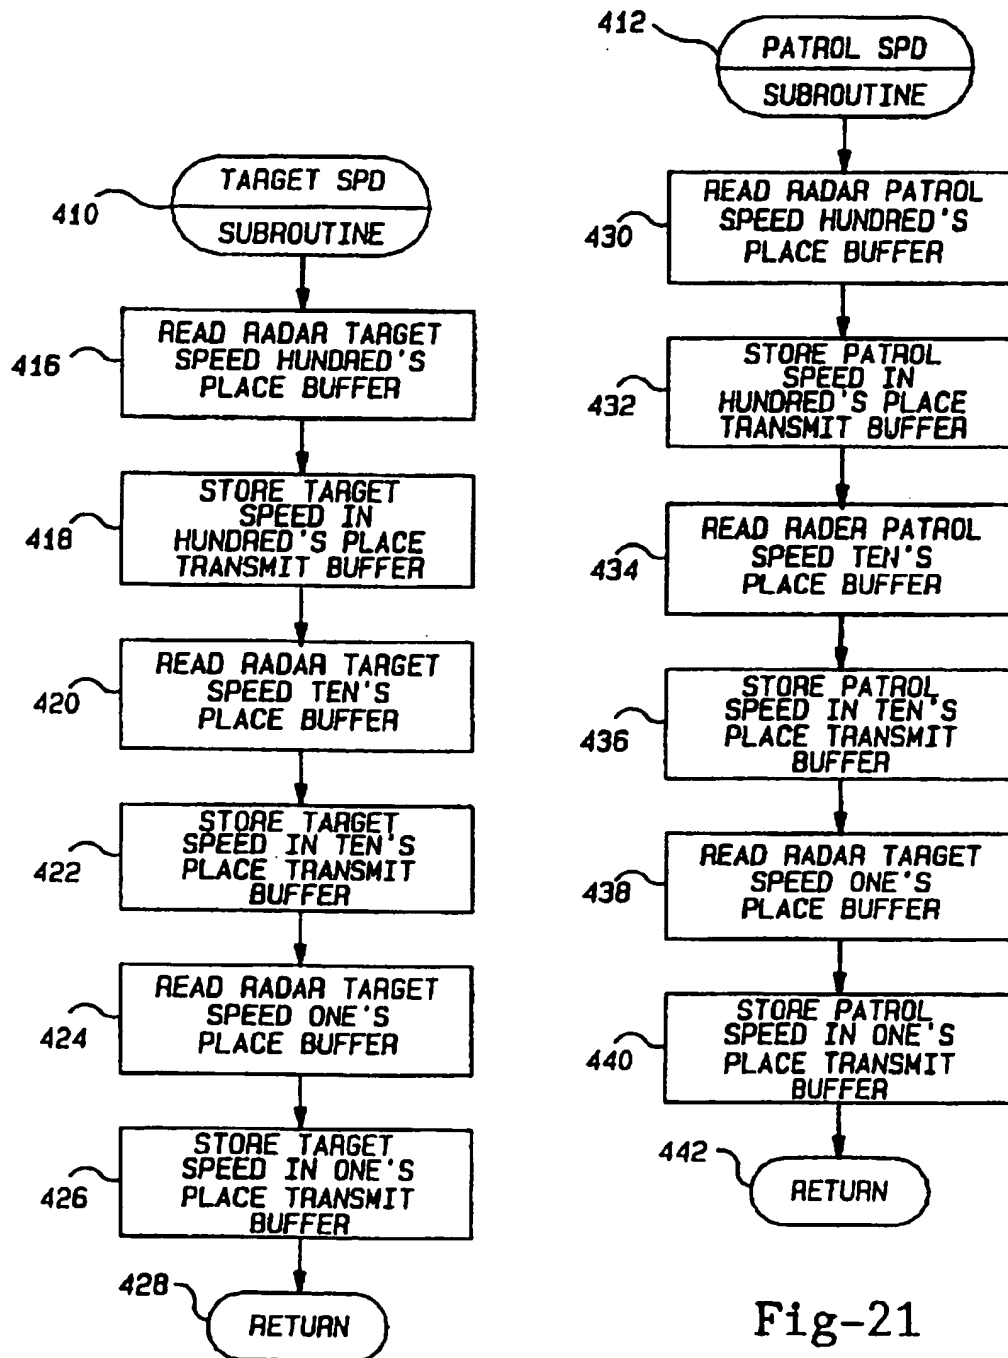 410
TARGET SPD
SUBROUTINE
416
READ RADAR TARGET
SPEED HUNDRED'S
PLACE BUFFER
418
STORE TARGET
SPEED IN
HUNDRED'S PLACE
TRANSMIT BUFFER
420
READ RADAR TARGET
SPEED TEN'S
PLACE BUFFER
422
STORE TARGET
SPEED IN TEN'S
PLACE TRANSMIT
BUFFER
424
READ RADAR TARGET
SPEED ONE'S
PLACE BUFFER
426
STORE TARGET
SPEED IN ONE'S
PLACE TRANSMIT
BUFFER
428
RETURN
412
PATROL SPD
SUBROUTINE
430
READ RADAR PATROL
SPEED HUNDRED'S
PLACE BUFFER
432
STORE PATROL
SPEED IN
HUNDRED'S PLACE
TRANSMIT BUFFER
434
READ RADER PATROL
SPEED TEN'S
PLACE BUFFER
436
STORE PATROL
SPEED IN TEN'S
PLACE TRANSMIT
BUFFER
438
READ RADAR TARGET
SPEED ONE'S
PLACE BUFFER
440
STORE PATROL
SPEED IN ONE'S
PLACE TRANSMIT
BUFFER
442
RETURN
Fig-21